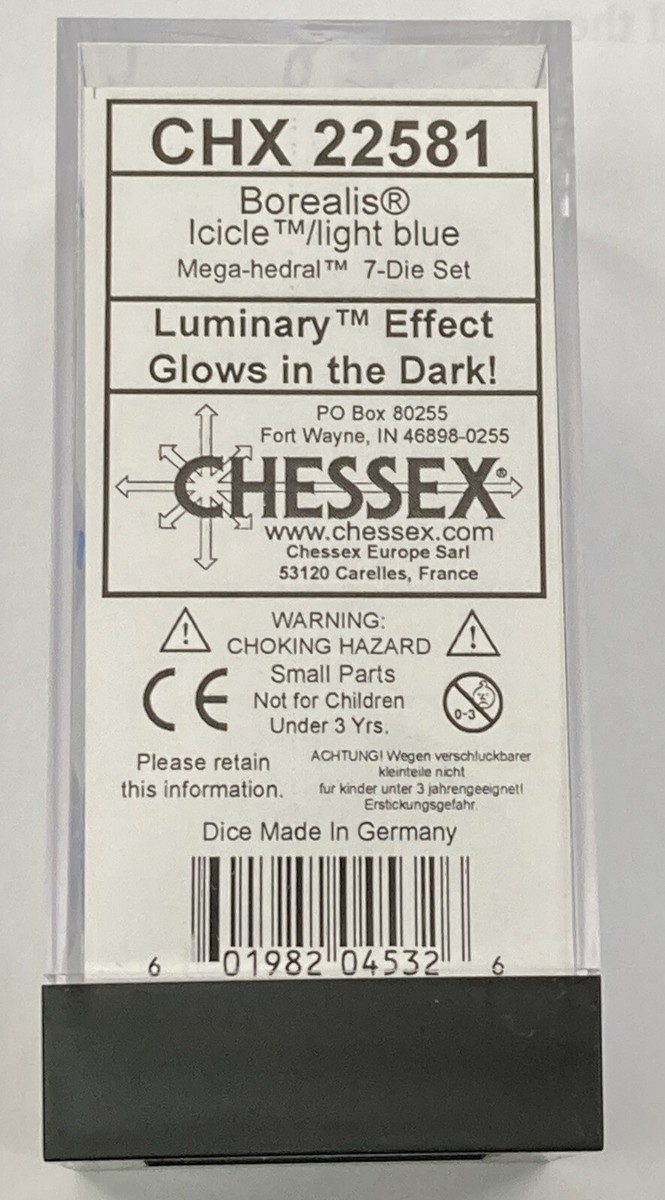 CHX 22581
Borealis®
Icicle™/light blue
Mega-hedral™ 7-Die Set
Luminary™ Effect
Glows in the Dark!
PO Box 80255
Fort Wayne, IN 46898-0255
CHESSEX®
www.chessex.com
Chessex Europe Sarl
53120 Carelles, France
WARNING:
CHOKING HAZARD
CE
Small Parts
Not for Children
Under 3 Yrs.
0-3
Please retain
this information.
ACHTUNG! Wegen verschluckbarer
kleinteile nicht
fur kinder unter 3 jahrengeeignet!
Erstickungsgefahr.
Dice Made In Germany
6 01982 04532 6